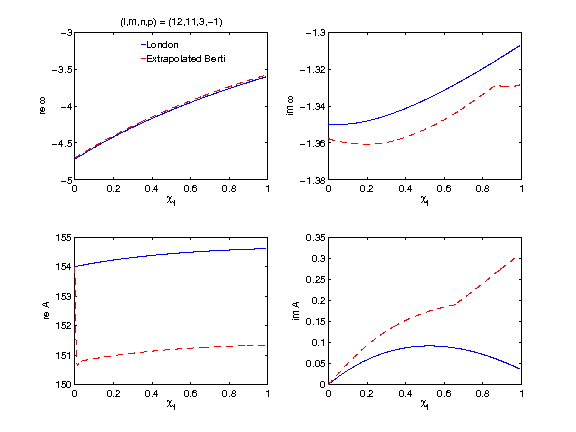 (l,m,n,p) = (12,11,3,−1)
London
Extrapolated Berti
−3
−3.5
−4
−4.5
−5
re ω
0 0.2 0.4 0.6 0.8 1
χf
−1.3
−1.32
−1.34
−1.36
−1.38
im ω
0 0.2 0.4 0.6 0.8 1
χf
155
154
153
152
151
150
re A
0 0.2 0.4 0.6 0.8 1
χf
0.35
0.3
0.25
0.2
0.15
0.1
0.05
0
im A
0 0.2 0.4 0.6 0.8 1
χf